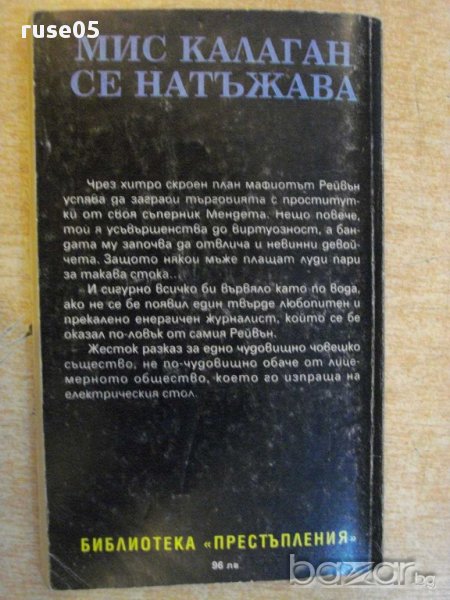 ruse05
МИС КАЛАГАН
СЕ НАТЪЖАВА
Чрез хитро скроен план мафиотът Рейвън
успява да заграби търговията с проститут-
ки от своя съперник Мендета. Нещо повече,
той я усъвършенства до виртуозност, а бан-
дата му започва да отвлича и невинни девой-
чета. Защото някои мъже плащат луди пари
за такава стока...
— И сигурно всичко би вървяло като по вода,
ако не се бе появил един твърде любопитен и
прекалено енергичен журналист, който се бе
оказал по-ловък от самия Рейвън.
— Жесток разказ за едно чудовищно човешко
същество, не по-чудовищно обаче от лице-
мерното общество, което го изпраща на
електрическия стол.
БИБЛИОТЕКА «ПРЕСТЪПЛЕНИЯ»
96 лв
bazar.bg